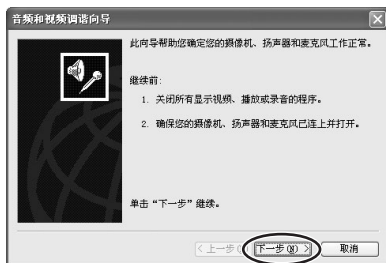 音频和视频调谐向导
此向导帮助您确定您的摄像机、扬声器和麦克风工作正常。
继续前:
1. 关闭所有显示视频、播放或录音的程序。
2. 确保您的摄像机、扬声器和麦克风已连上并打开。
单击“下一步”继续。
<上一步 下一步(N) > 取消